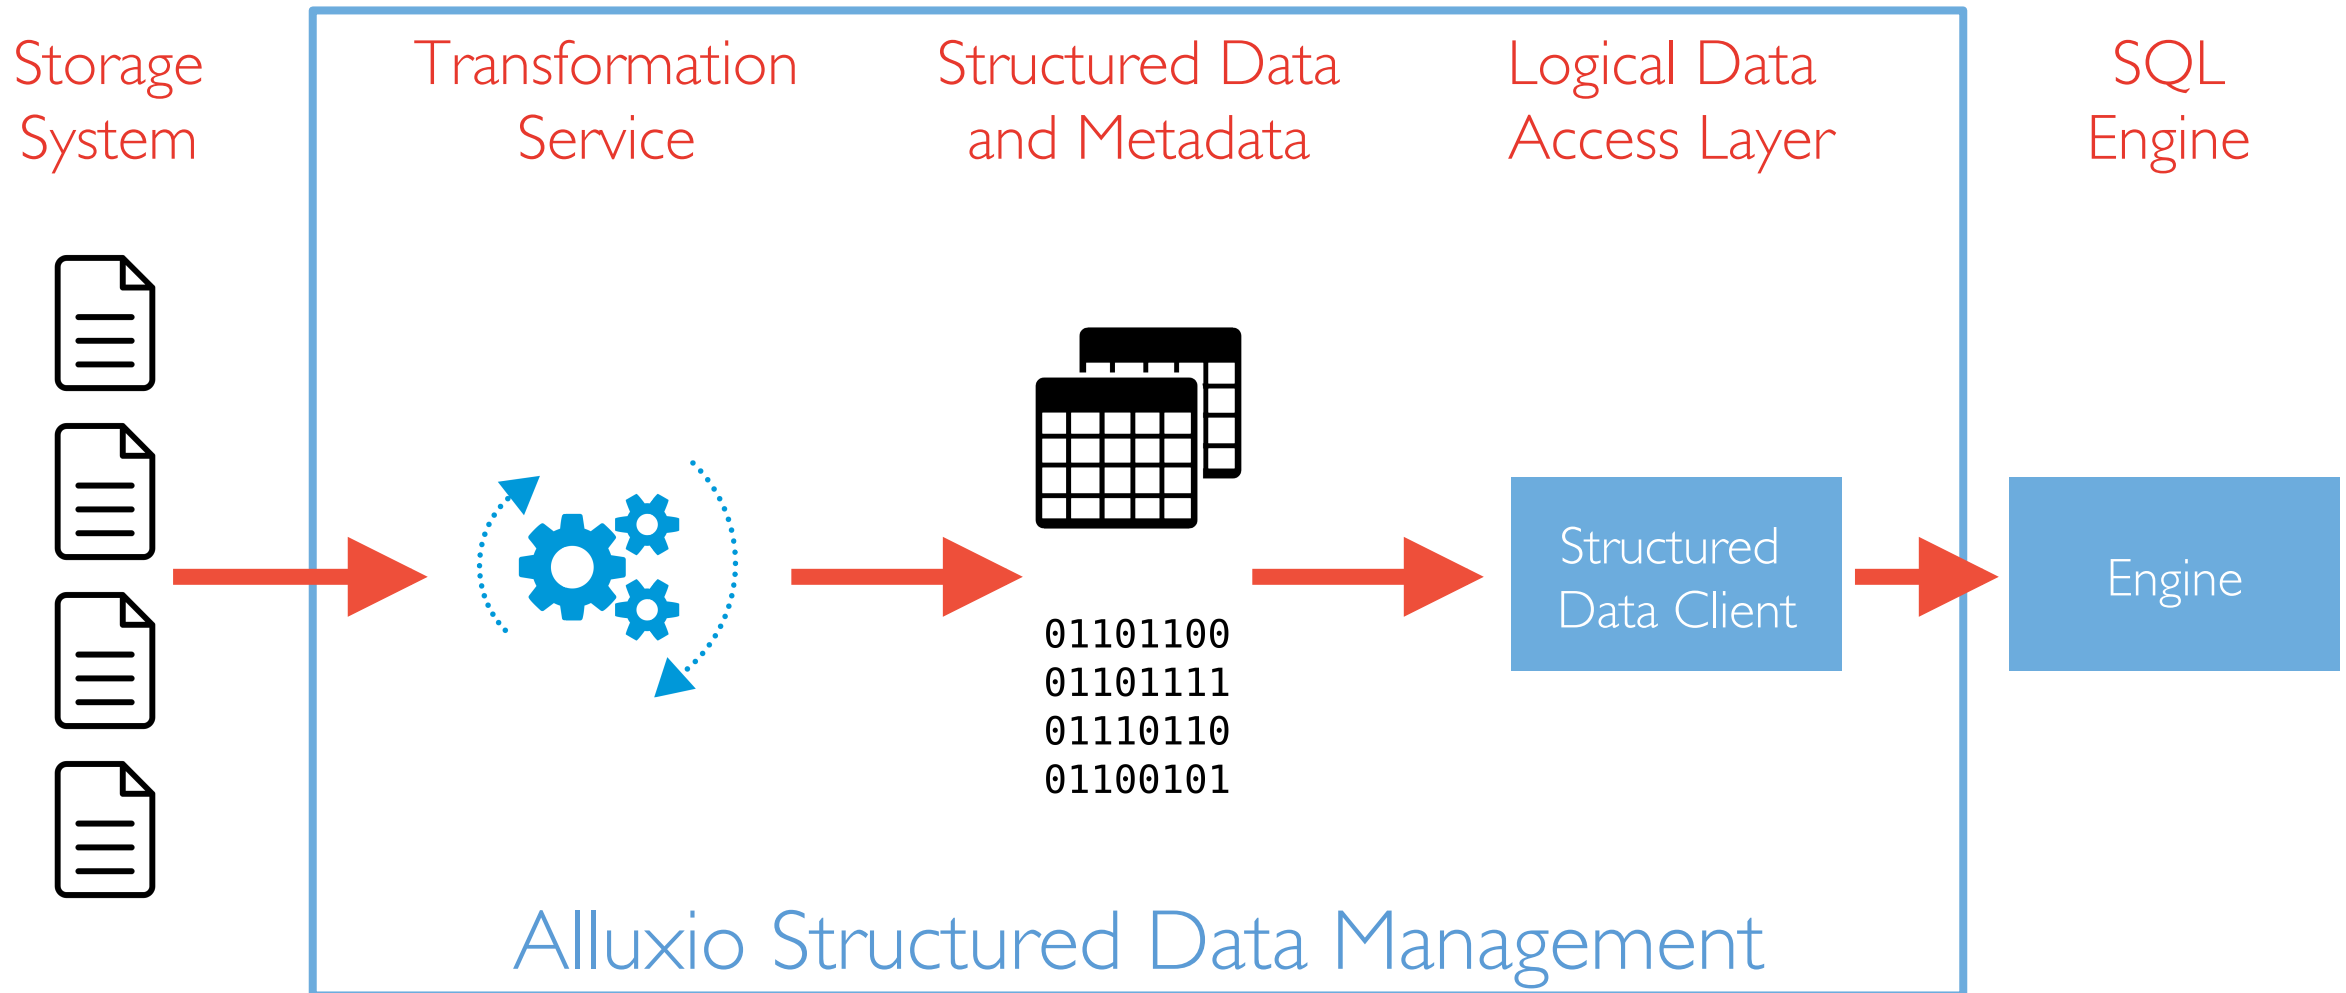 Storage
System
Transformation
Service
Structured Data
and Metadata
Logical Data
Access Layer
SQL
Engine
01101100
01101111
01110110
01100101
Structured
Data Client
Engine
Alluxio Structured Data Management